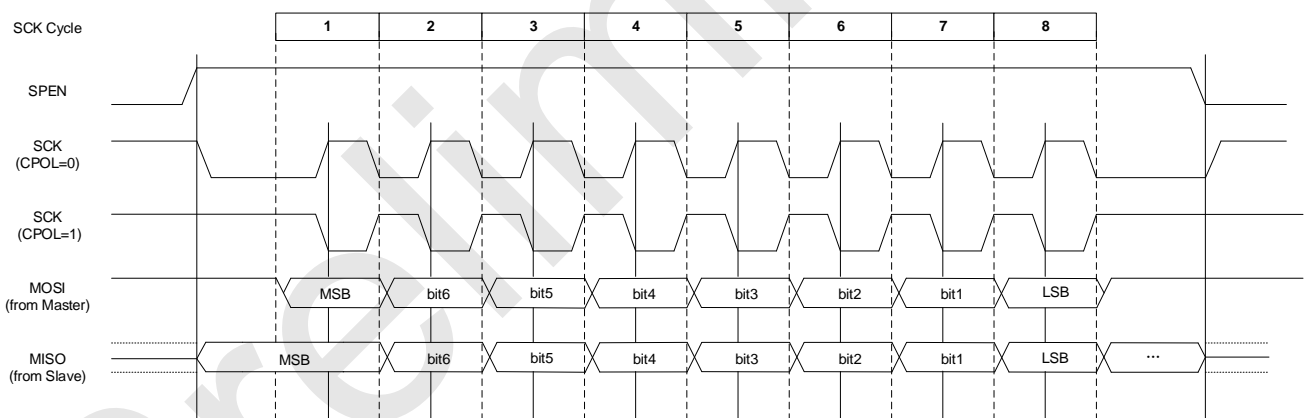 SCK Cycle 1 2 3 4 5 6 7 8
SPEN
SCK
(CPOL=0)
SCK
(CPOL=1)
MOSI
(from Master)
MSB bit6 bit5 bit4 bit3 bit2 bit1 LSB
MISO
(from Slave)
MSB bit6 bit5 bit4 bit3 bit2 bit1 LSB ...
relim